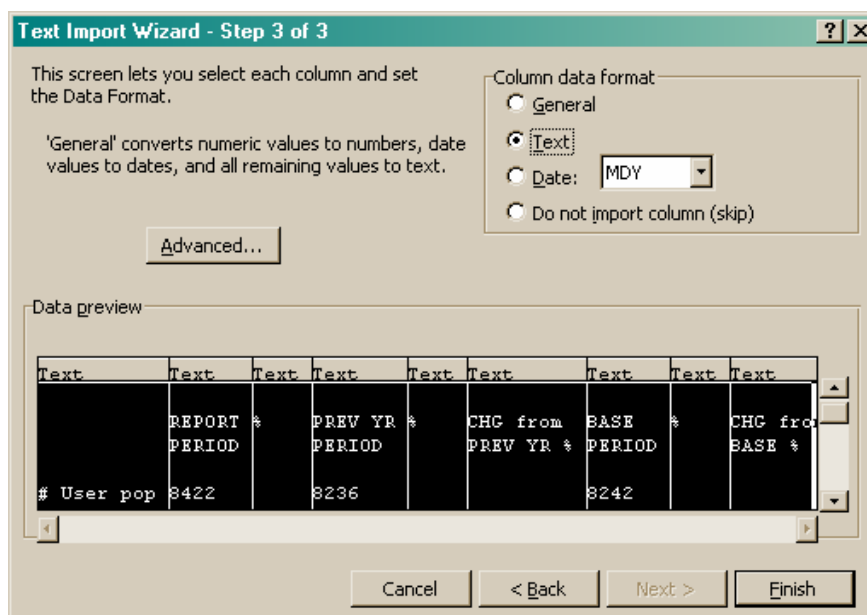 Text Import Wizard - Step 3 of 3
This screen lets you select each column and set
the Data Format.
'General' converts numeric values to numbers, date
values to dates, and all remaining values to text.
Advanced...
Column data format
General
Text
Date: MDY
Do not import column (skip)
Data preview
Text Text Text Text Text Text Text Text Text
REPORT % PREV YR % CHG from BASE % CHG fro
PERIOD PERIOD PREV YR % PERIOD BASE %
# User pop 8422 8236 8242
Cancel < Back Next > Finish